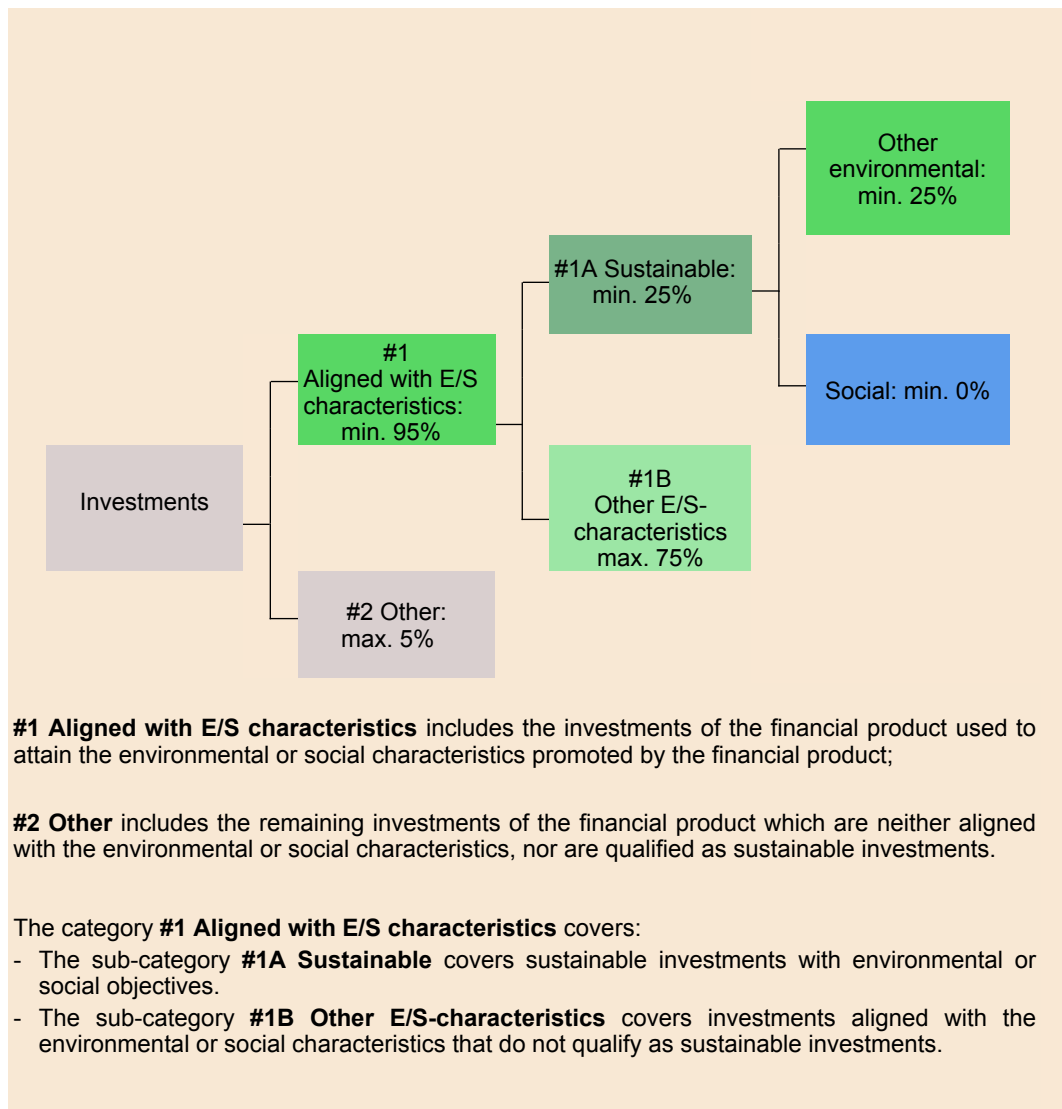 Other
environmental:
min. 25%
#1A Sustainable:
min. 25%
#1
Aligned with E/S
characteristics:
min. 95%
Social: min. 0%
Investments
#1B
Other E/S-
characteristics
max. 75%
#2 Other:
max. 5%
#1 Aligned with E/S characteristics includes the investments of the financial product used to
attain the environmental or social characteristics promoted by the financial product;
#2 Other includes the remaining investments of the financial product which are neither aligned
with the environmental or social characteristics, nor are qualified as sustainable investments.
The category #1 Aligned with E/S characteristics covers:
- The sub-category #1A Sustainable covers sustainable investments with environmental or
social objectives.
- The sub-category #1B Other E/S-characteristics covers investments aligned with the
environmental or social characteristics that do not qualify as sustainable investments.